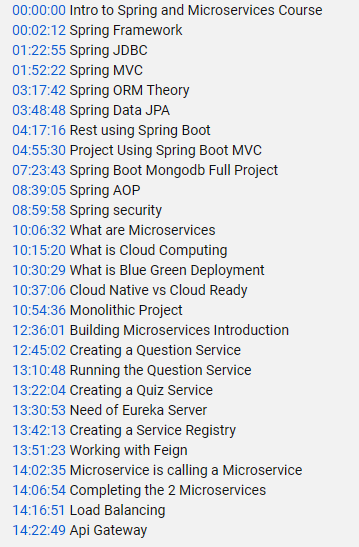 00:00:00 Intro to Spring and Microservices Course
00:02:12 Spring Framework
01:22:55 Spring JDBC
01:52:22 Spring MVC
03:17:42 Spring ORM Theory
03:48:48 Spring Data JPA
04:17:16 Rest using Spring Boot
04:55:30 Project Using Spring Boot MVC
07:23:43 Spring Boot Mongodb Full Project
08:39:05 Spring AOP
08:59:58 Spring security
10:06:32 What are Microservices
10:15:20 What is Cloud Computing
10:30:29 What is Blue Green Deployment
10:37:06 Cloud Native vs Cloud Ready
10:54:36 Monolithic Project
12:36:01 Building Microservices Introduction
12:45:02 Creating a Question Service
13:10:48 Running the Question Service
13:22:04 Creating a Quiz Service
13:30:53 Need of Eureka Server
13:42:13 Creating a Service Registry
13:51:23 Working with Feign
14:02:35 Microservice is calling a Microservice
14:06:54 Completing the 2 Microservices
14:16:51 Load Balancing
14:22:49 Api Gateway